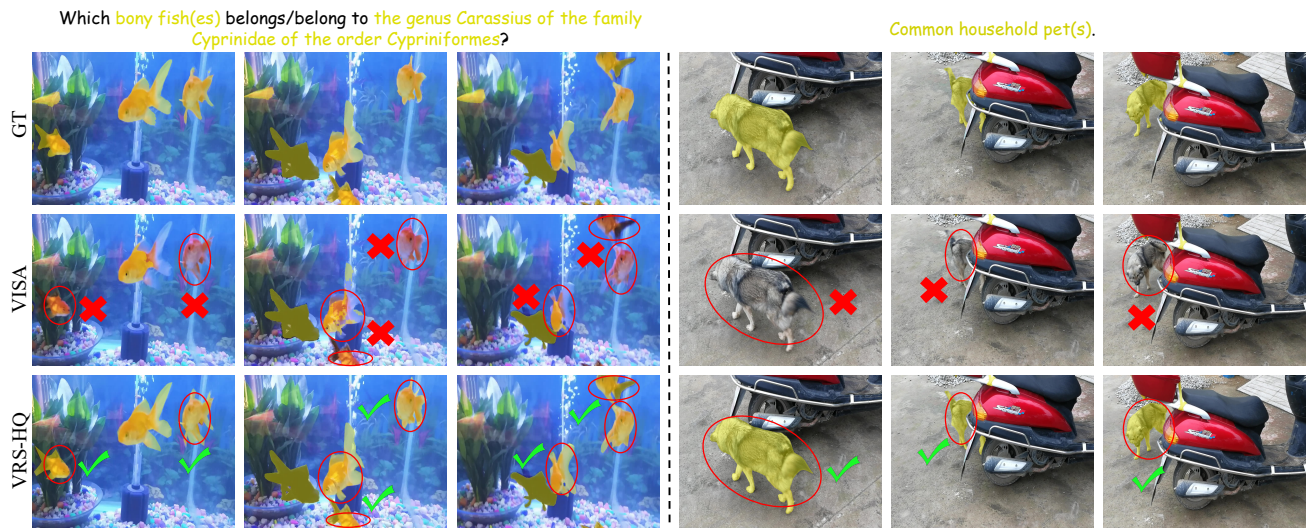 Which bony fish(es) belongs/belong to the genus Carassius of the family
Cyprinidae of the order Cypriniformes?
Common household pet(s).
GT
VISA
VRS-HQ